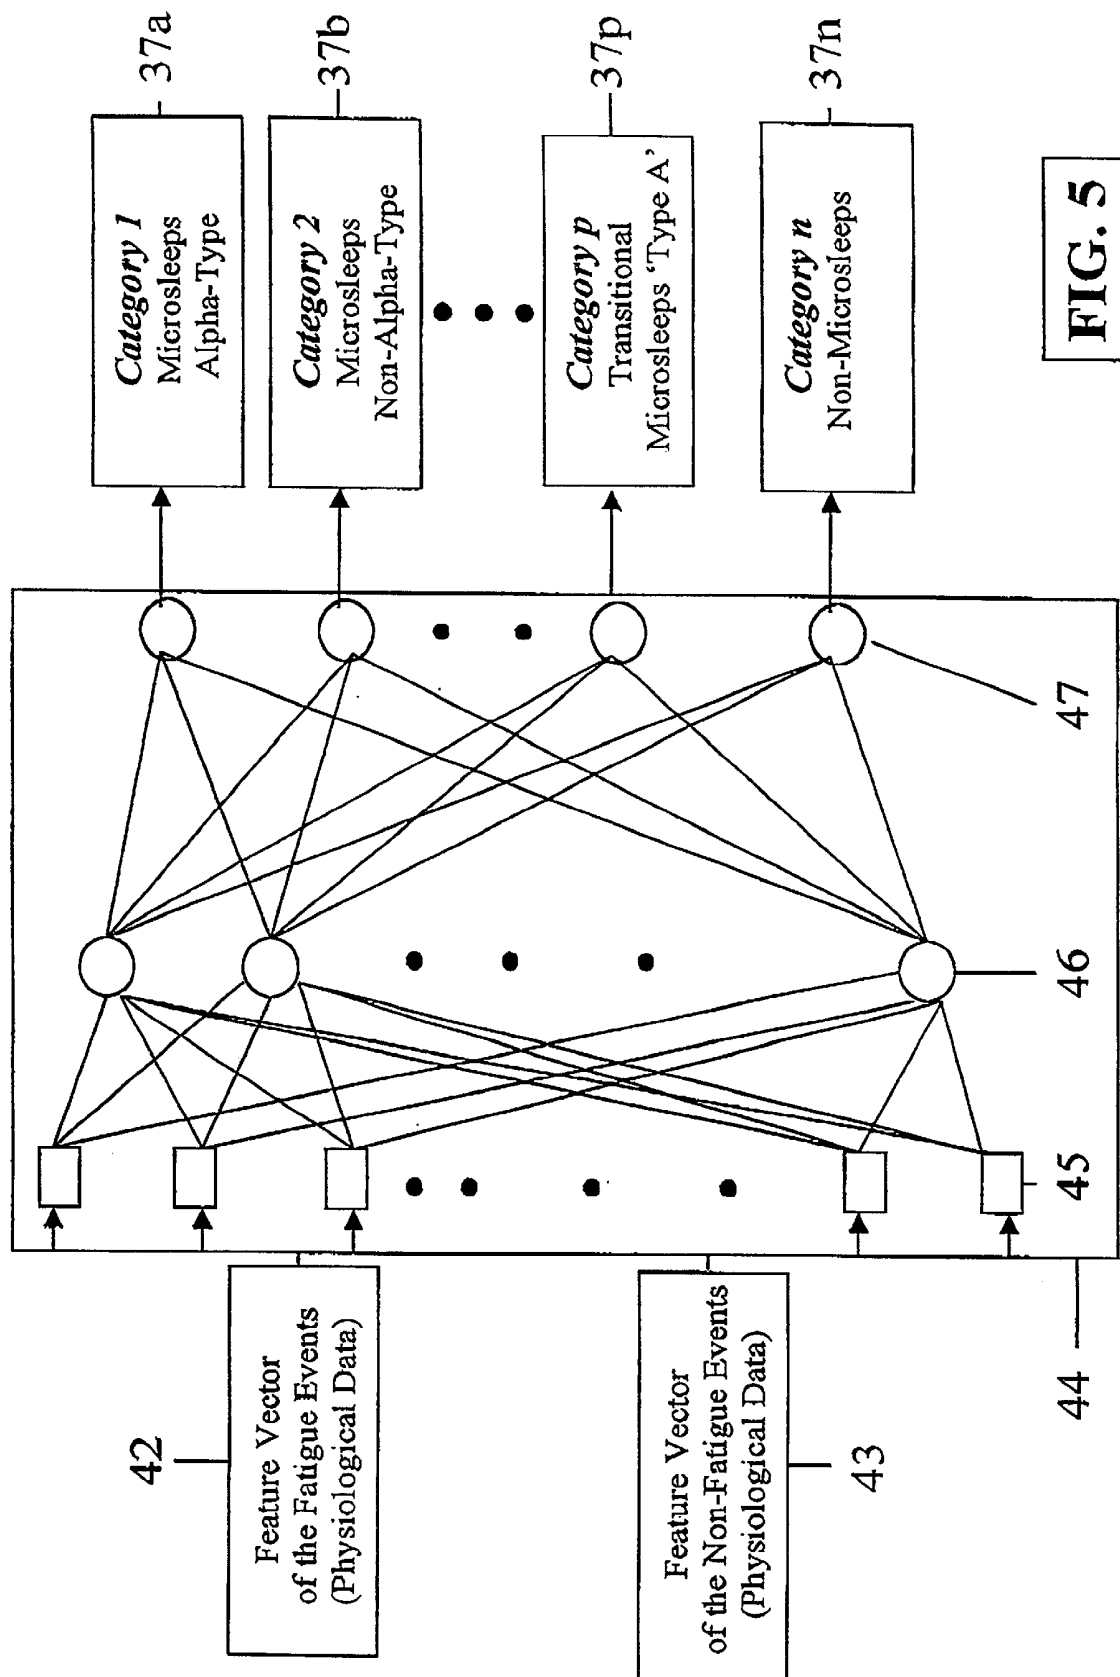 42
Feature Vector
of the Fatigue Events
(Physiological Data)
Feature Vector
of the Non-Fatigue Events
(Physiological Data)
43
44
45
46
47
Category 1
Microsleeps
Alpha-Type
37a
Category 2
Microsleeps
Non-Alpha-Type
37b
Category p
Transitional
Microsleeps ‘Type A’
37p
Category n
Non-Microsleeps
37n
FIG. 5